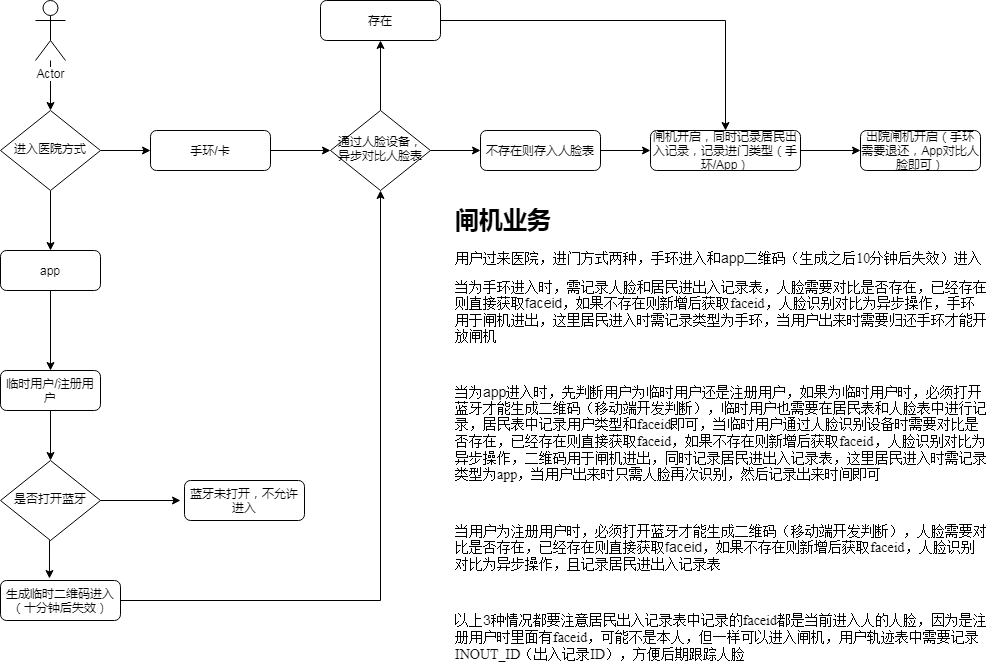 存在
Actor
进入医院方式
手环/卡
通过人脸设备，
异步对比人脸表
不存在则存入人脸表
闸机开启，同时记录居民出
入记录，记录进门类型（手
环/App）
出院闸机开启（手环
需要退还，App对比人
脸即可）
app
临时用户/注册用
户
是否打开蓝牙
蓝牙未打开，不允许
进入
生成临时二维码进入
（十分钟后失效）
闸机业务
用户过来医院，进门方式两种，手环进入和app二维码（生成之后10分钟后失效）进入
当为手环进入时，需记录人脸和居民进出入记录表，人脸需要对比是否存在，已经存在
则直接获取faceid，如果不存在则新增后获取faceid，人脸识别对比为异步操作，手环
用于闸机进出，这里居民进入时需记录类型为手环，当用户出来时需要归还手环才能开
放闸机
当为app进入时，先判断用户为临时用户还是注册用户，如果为临时用户时，必须打开
蓝牙才能生成二维码（移动端开发判断），临时用户也需要在居民表和人脸表中进行记
录，居民表中记录用户类型和faceid即可，当临时用户通过人脸识别设备时需要对比是
否存在，已经存在则直接获取faceid，如果不存在则新增后获取faceid，人脸识别对比为
异步操作，二维码用于闸机进出，同时记录居民进出入记录表，这里居民进入时需记录
类型为app，当用户出来时只需人脸再次识别，然后记录出来时间即可
当用户为注册用户时，必须打开蓝牙才能生成二维码（移动端开发判断），人脸需要对
比是否存在，已经存在则直接获取faceid，如果不存在则新增后获取faceid，人脸识别
对比为异步操作，且记录居民进出入记录表
以上3种情况都要注意居民出入记录表中记录的faceid都是当前进入人的人脸，因为是注
册用户时里面有faceid，可能不是本人，但一样可以进入闸机，用户轨迹表中需要记录
INOUT_ID（出入记录ID），方便后期跟踪人脸